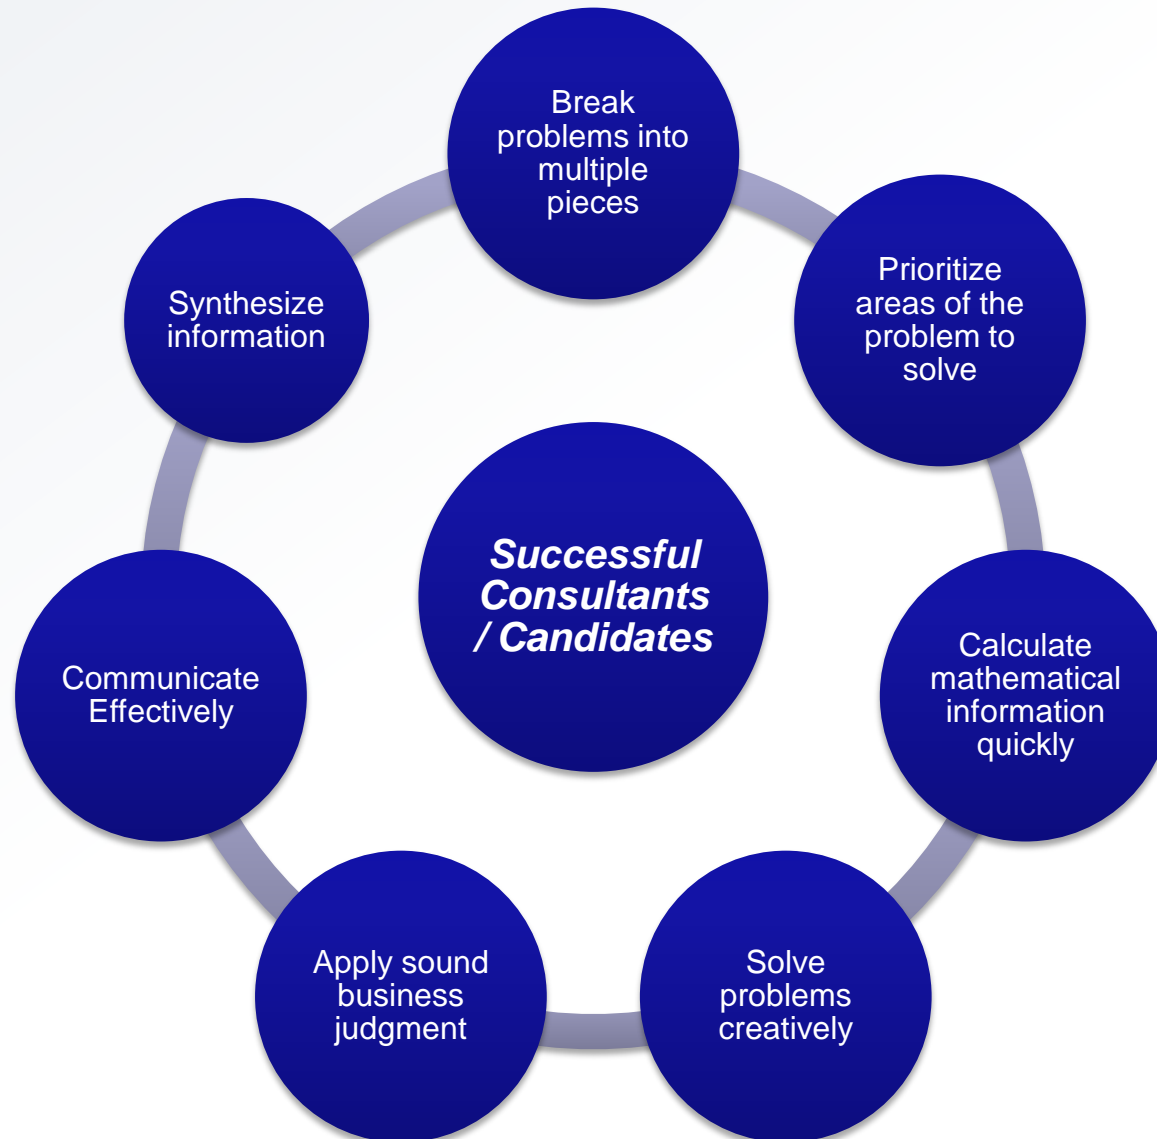 Break
problems into
multiple
pieces
Prioritize
areas of the
problem to
solve
Calculate
mathematical
information
quickly
Solve
problems
creatively
Apply sound
business
judgment
Communicate
Effectively
Synthesize
information
Successful
Consultants
/ Candidates